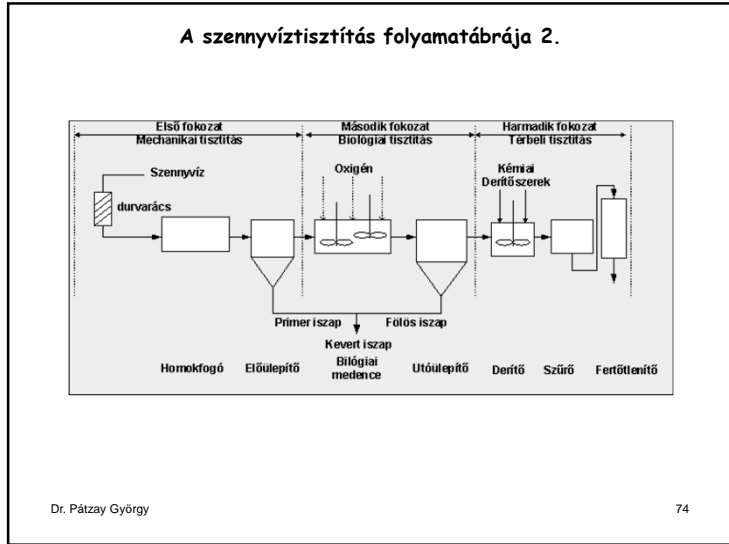 A szennyvíztisztítás folyamatábrája 2.
Első fokozat
Mechanikai tisztítás
Második fokozat
Biológiai tisztítás
Harmadik fokozat
Térbeli tisztítás
Szennyvíz
Oxigén
Kémiai
Derítőszerek
durvarács
Primer iszap
Fölös iszap
Kevert iszap
Homokfogó
Előülepítő
Bilógiai
medence
Utóülepítő
Derítő
Szűrő
Fertőtlenítő
Dr. Pátzay György
74